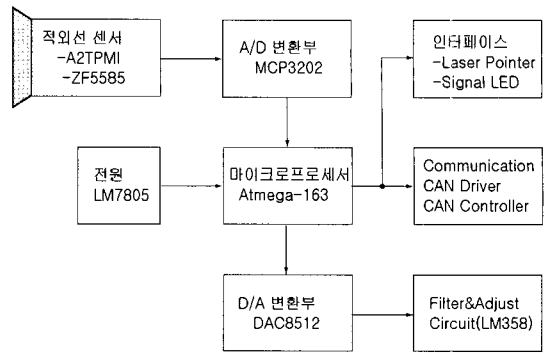 적외선 센서
-A2TPMI
-ZF5585
A/D 변환부
MCP3202
인터페이스
-Laser Pointer
-Signal LED
전원
LM7805
마이크로프로세서
Atmega-163
Communication
CAN Driver
CAN Controller
D/A 변환부
DAC8512
Filter&Adjust
Circuit(LM358)